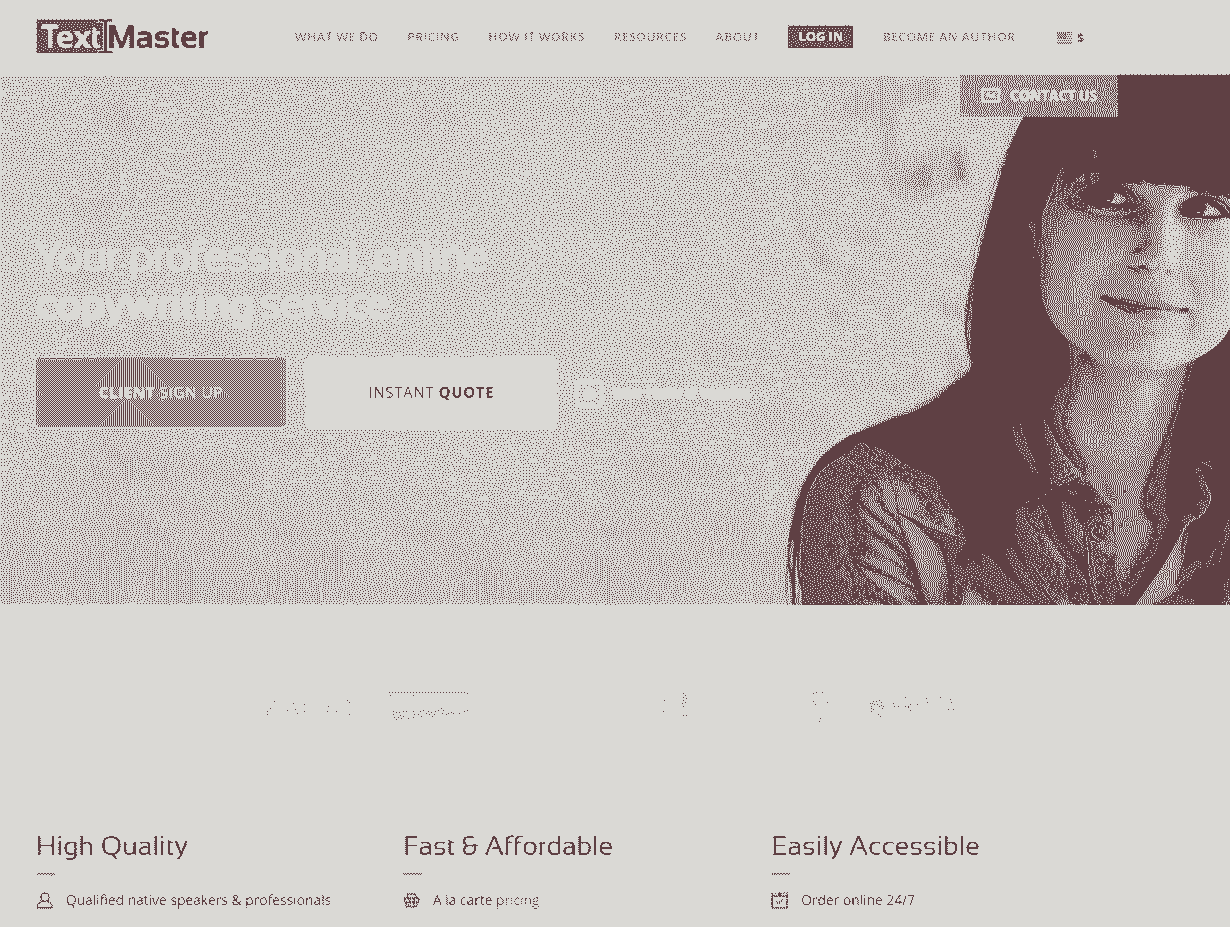 TextMaster
WHAT WE DO PRICING HOW IT WORKS RESOURCES ABOUT LOG IN BECOME AN AUTHOR $
CONTACT US
Your professional online
copywriting service
CLIENT SIGN UP INSTANT QUOTE
High Quality Fast & Affordable Easily Accessible
Qualified native speakers & professionals A la carte pricing Order online 24/7